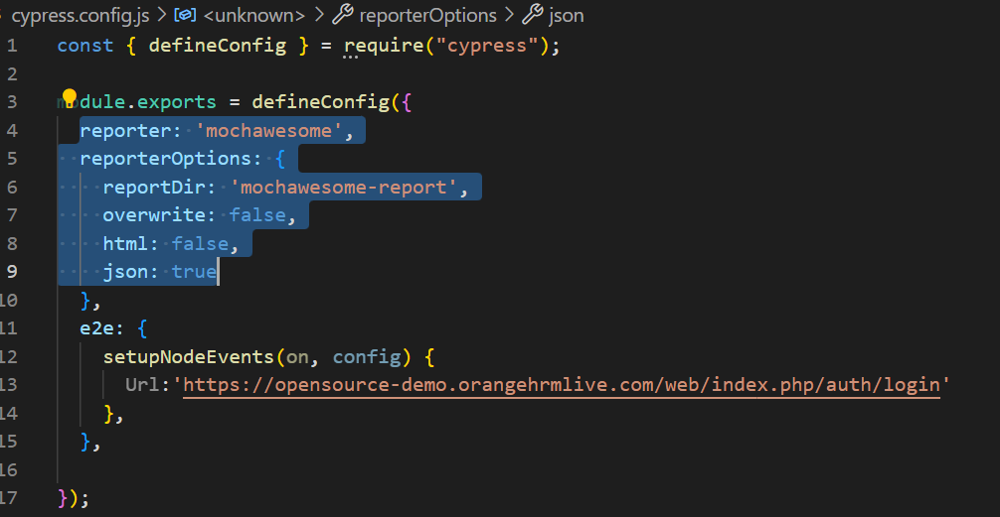 cypress.config.js > <unknown> > reporterOptions > json
1 const { defineConfig } = require("cypress");
2
3 module.exports = defineConfig({
4 reporter: 'mochawesome',
5 reporterOptions: {
6 reportDir: 'mochawesome-report',
7 overwrite: false,
8 html: false,
9 json: true
10 },
11 e2e: {
12 setupNodeEvents(on, config) {
13 Url:'https://opensource-demo.orangehrmlive.com/web/index.php/auth/login'
14 },
15 },
16
17 });